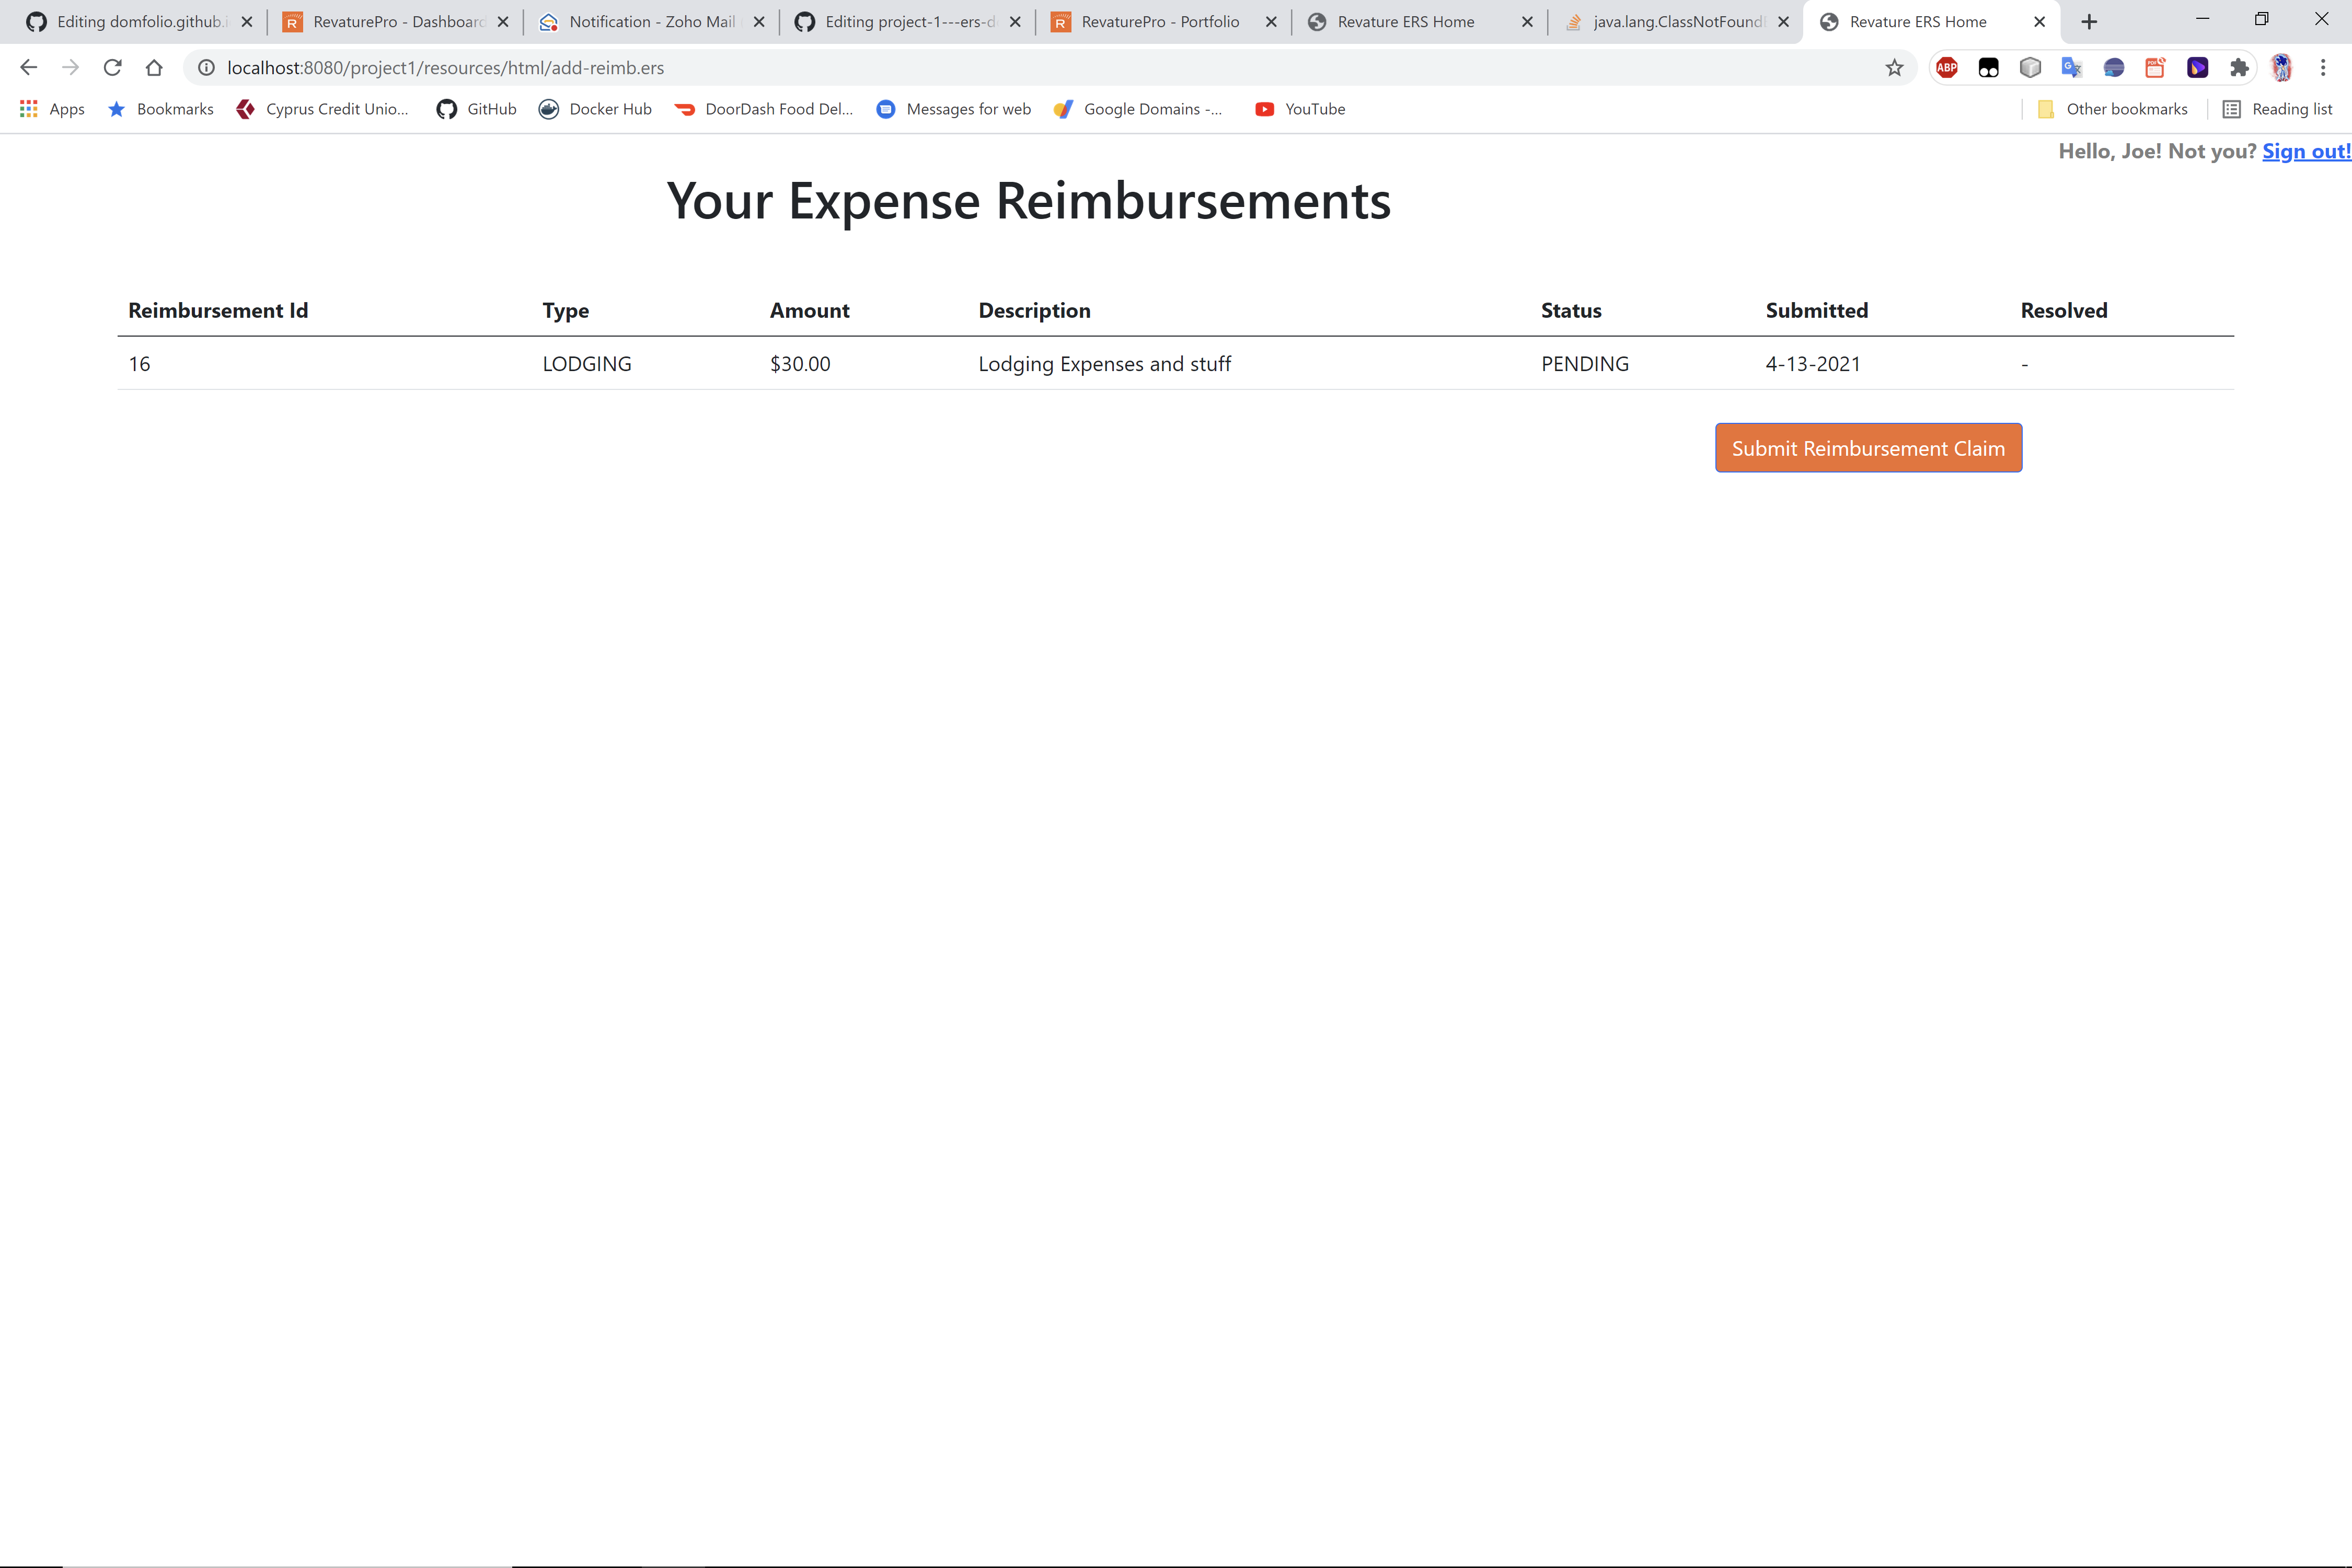 Editing domfolio.github.i
RevaturePro - Dashboard
Notification - Zoho Mail
Editing project-1---ers-d
RevaturePro - Portfolio
Revature ERS Home
java.lang.ClassNotFound
Revature ERS Home
localhost:8080/project1/resources/html/add-reimb.ers
ABP
Apps
Bookmarks
Cyprus Credit Unio...
GitHub
Docker Hub
DoorDash Food Del...
Messages for web
Google Domains -...
YouTube
Other bookmarks
Reading list
Hello, Joe! Not you? Sign out!
Your Expense Reimbursements
Reimbursement Id Type Amount Description Status Submitted Resolved
16 LODGING $30.00 Lodging Expenses and stuff PENDING 4-13-2021 -
Submit Reimbursement Claim